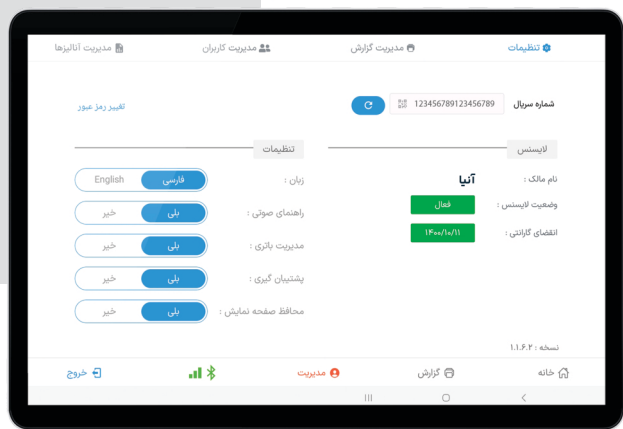 تنظیمات
مدیریت گزارش
مدیریت کاربران
مدیریت آنالیزها
شماره سریال
123456789123456789
تغییر رمز عبور
لایسنس
نام مالک : آنیا
وضعیت لایسنس : فعال
انقضای گارانتی : ۱۴۰۰/۱۰/۱۱
تنظیمات
زبان : فارسی English
راهنمای صوتی : بلی خیر
مدیریت باتری : بلی خیر
پشتیبان گیری : بلی خیر
محافظ صفحه نمایش : بلی خیر
نسخه : ۱.۱.۶.۲
خانه
گزارش
مدیریت
خروج